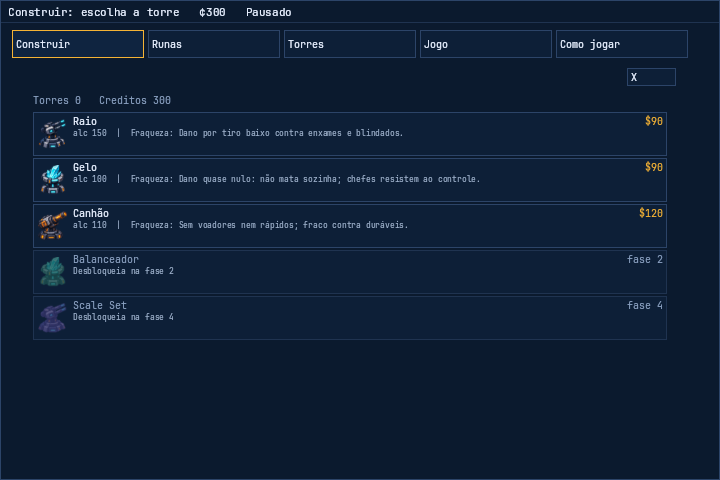 Construir: escolha a torre ₵300 Pausado
Construir Runas Torres Jogo Como jogar
X
Torres 0 Creditos 300
Raio $90
alc 150 | Fraqueza: Dano por tiro baixo contra enxames e blindados.
Gelo $90
alc 100 | Fraqueza: Dano quase nulo: não mata sozinha; chefes resistem ao controle.
Canhão $120
alc 110 | Fraqueza: Sem voadores nem rápidos; fraco contra duráveis.
Balanceador fase 2
Desbloqueia na fase 2
Scale Set fase 4
Desbloqueia na fase 4